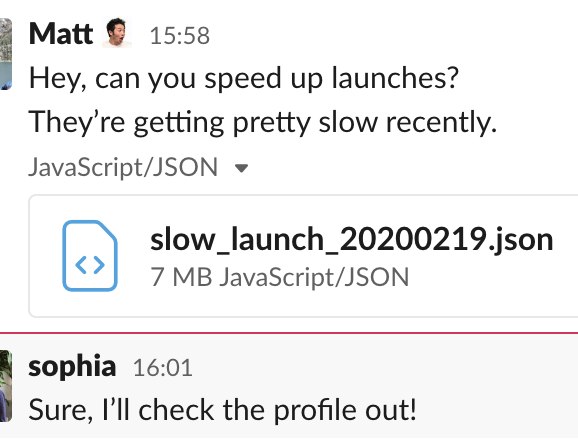 Matt 15:58
Hey, can you speed up launches?
They’re getting pretty slow recently.
JavaScript/JSON
slow_launch_20200219.json
7 MB JavaScript/JSON
sophia 16:01
Sure, I’ll check the profile out!